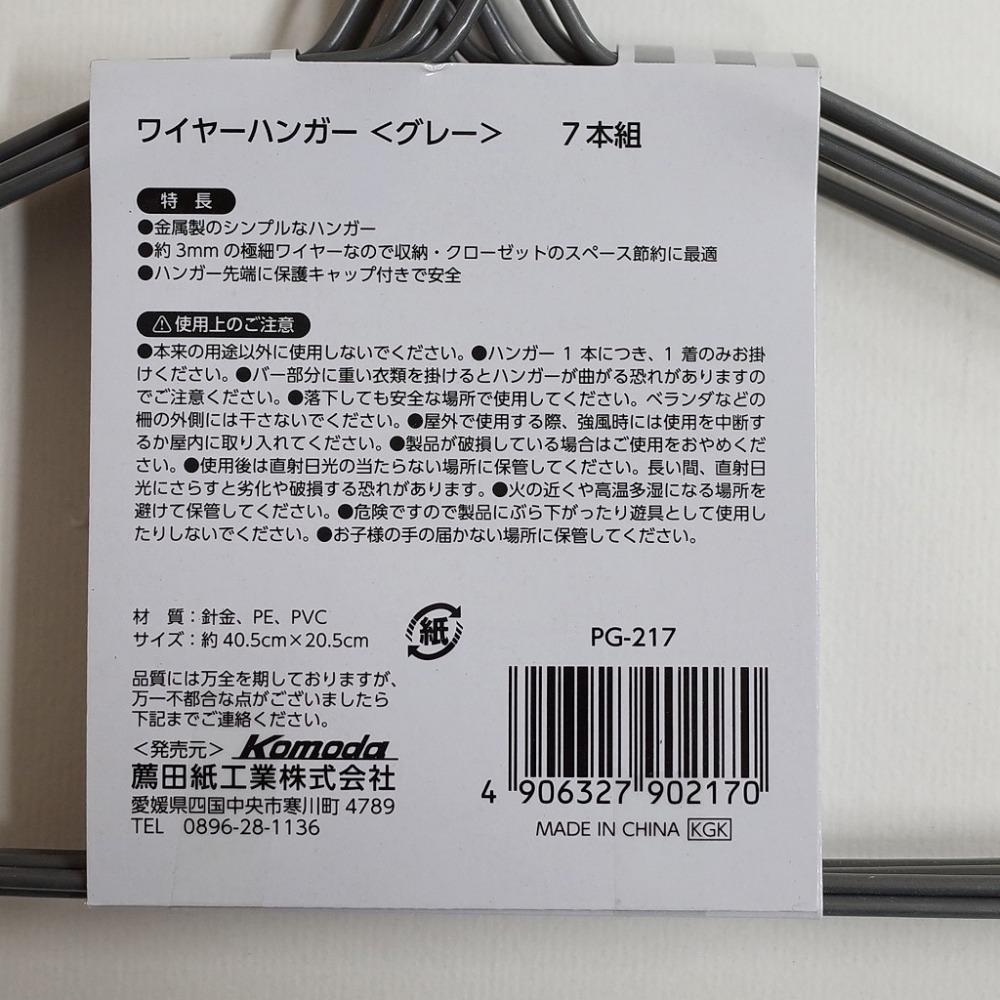 ワイヤーハンガー ＜グレー＞　7本組
特 長
●金属製のシンプルなハンガー
●約3mmの極細ワイヤーなので収納・クローゼットのスペース節約に最適
●ハンガー先端に保護キャップ付きで安全
⚠使用上のご注意
●本来の用途以外に使用しないでください。●ハンガー1本につき、1着のみお掛
けください。●バー部分に重い衣類を掛けるとハンガーが曲がる恐れがありますの
でご注意ください。●落下しても安全な場所で使用してください。ベランダなどの
柵の外側には干さないでください。●屋外で使用する際、強風時には使用を中断す
るか屋内に取り入れてください。●製品が破損している場合はご使用をおやめくだ
さい。●使用後は直射日光の当たらない場所に保管してください。長い間、直射日
光にさらすと劣化や破損する恐れがあります。●火の近くや高温多湿になる場所を
避けて保管してください。●危険ですので製品にぶら下がったり遊具として使用し
たりしないでください。●お子様の手の届かない場所に保管してください。
材　質：針金、PE、PVC
サイズ：約40.5cm×20.5cm
紙
品質には万全を期しておりますが、
万一不都合な点がございましたら
下記までご連絡ください。
＜発売元＞ Komoda
薦田紙工業株式会社
愛媛県四国中央市寒川町4789
TEL　0896-28-1136
PG-217
4 906327 902170
MADE IN CHINA KGK